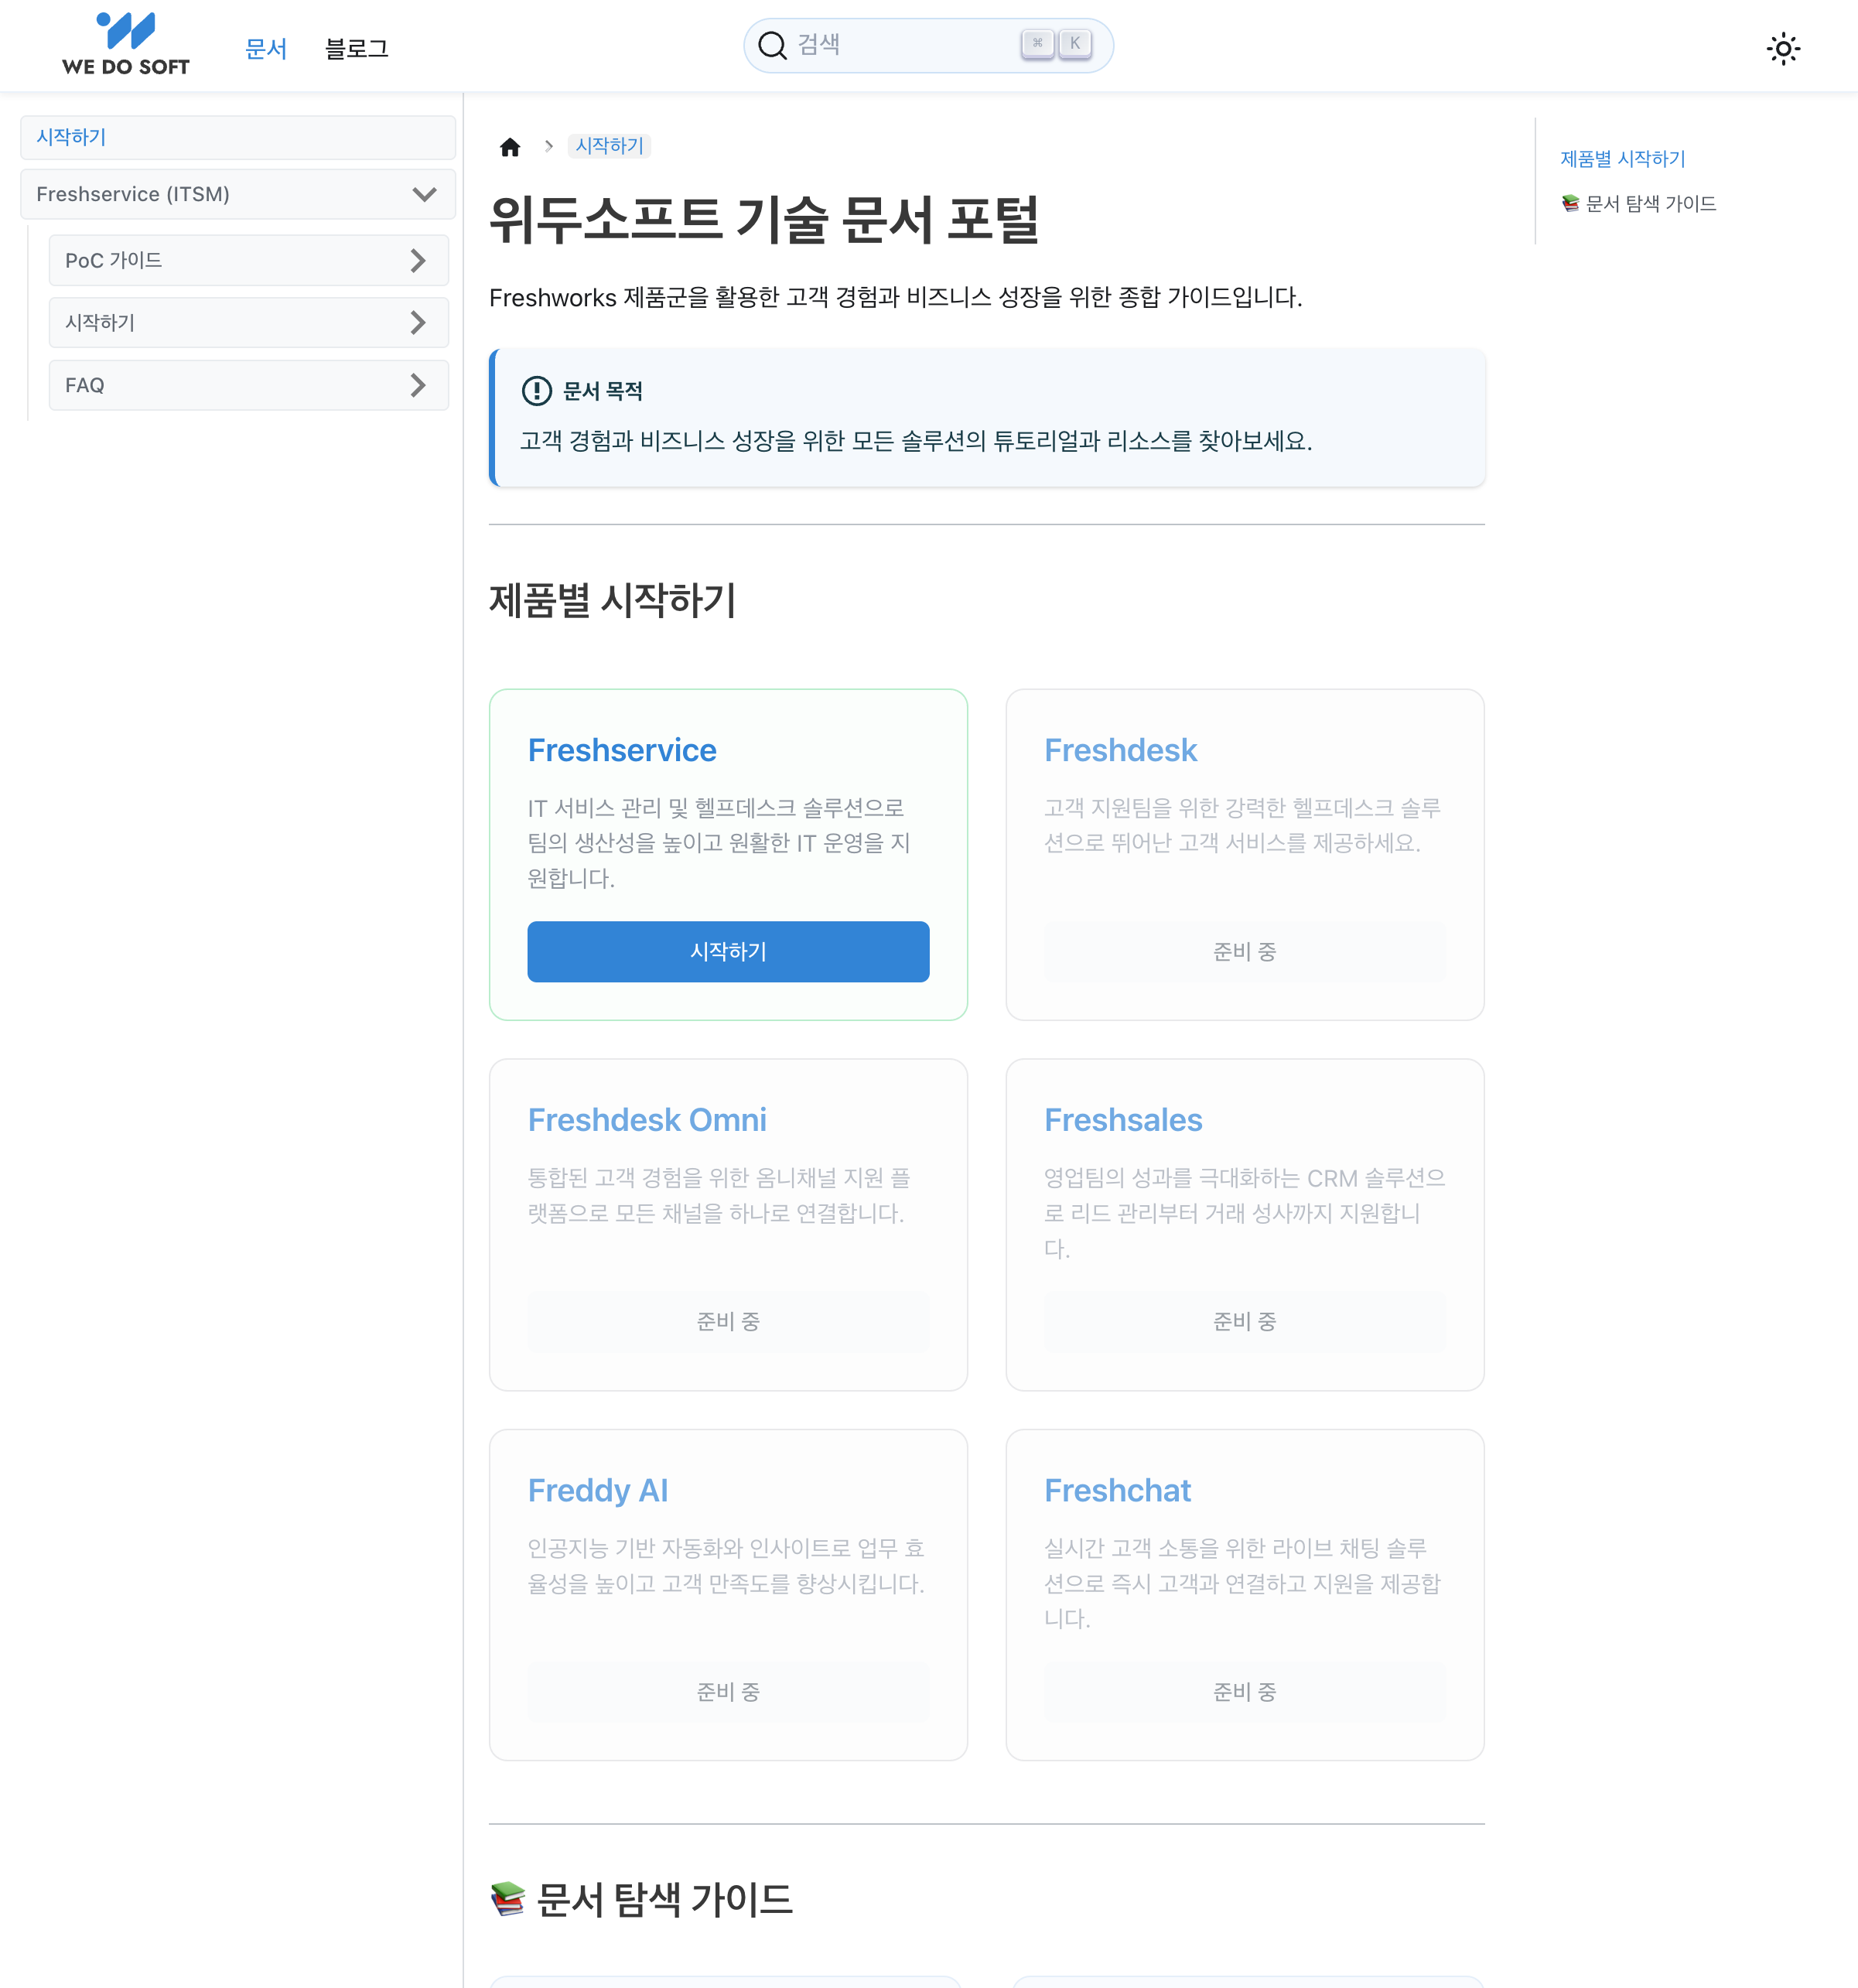 WE DO SOFT
문서
블로그
검색
⌘ K
시작하기
Freshservice (ITSM)
PoC 가이드
시작하기
FAQ
시작하기
위두소프트 기술 문서 포털
Freshworks 제품군을 활용한 고객 경험과 비즈니스 성장을 위한 종합 가이드입니다.
문서 목적
고객 경험과 비즈니스 성장을 위한 모든 솔루션의 튜토리얼과 리소스를 찾아보세요.
제품별 시작하기
Freshservice
IT 서비스 관리 및 헬프데스크 솔루션으로
팀의 생산성을 높이고 원활한 IT 운영을 지
원합니다.
시작하기
Freshdesk
고객 지원팀을 위한 강력한 헬프데스크 솔루
션으로 뛰어난 고객 서비스를 제공하세요.
준비 중
Freshdesk Omni
통합된 고객 경험을 위한 옴니채널 지원 플
랫폼으로 모든 채널을 하나로 연결합니다.
준비 중
Freshsales
영업팀의 성과를 극대화하는 CRM 솔루션으
로 리드 관리부터 거래 성사까지 지원합니
다.
준비 중
Freddy AI
인공지능 기반 자동화와 인사이트로 업무 효
율성을 높이고 고객 만족도를 향상시킵니다.
준비 중
Freshchat
실시간 고객 소통을 위한 라이브 채팅 솔루
션으로 즉시 고객과 연결하고 지원을 제공합
니다.
준비 중
📚 문서 탐색 가이드
제품별 시작하기
📚 문서 탐색 가이드